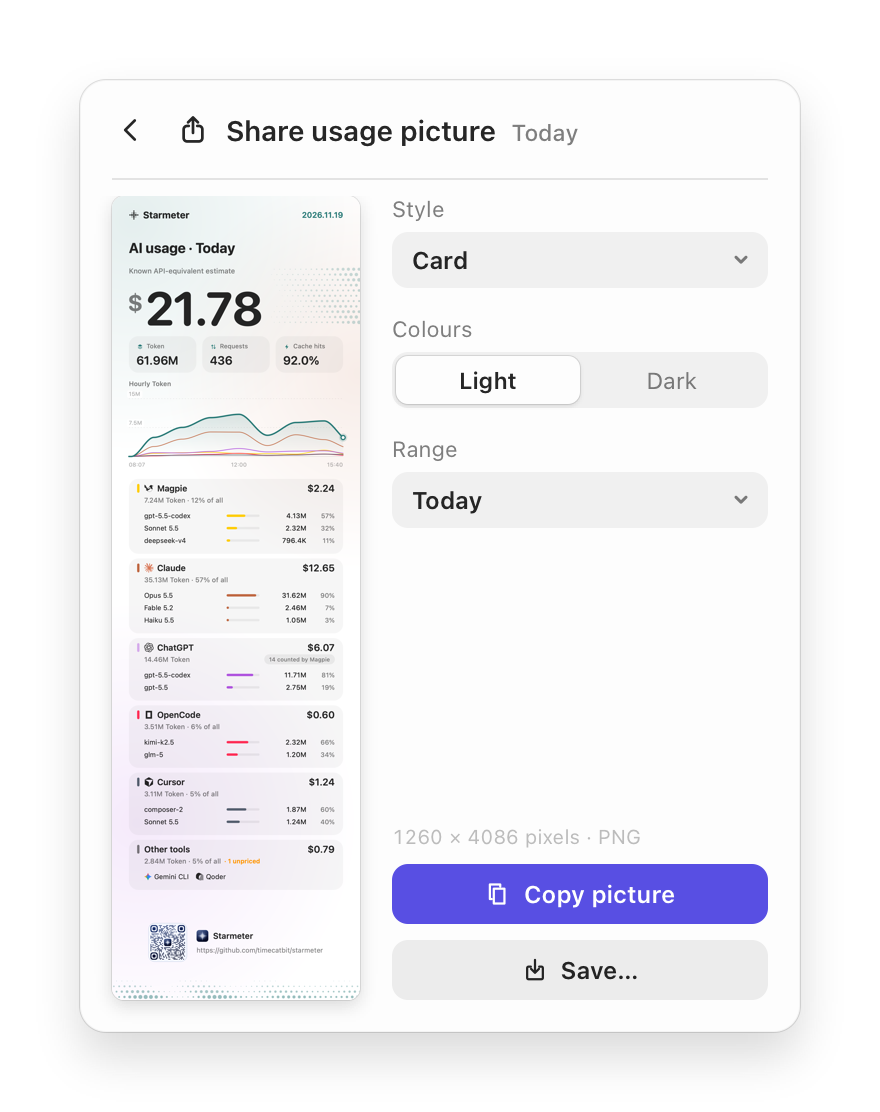 Share usage picture Today
Starmeter 2026.11.19
AI usage · Today
Known API-equivalent estimate
$21.78
Token Requests Cache hits
61.96M 436 92.0%
Hourly Token
15M
7.5M
08:07 12:00 15:40
Magpie $2.24
7.24M Token · 12% of all
gpt-5.5-codex 4.13M 57%
Sonnet 5.5 2.32M 32%
deepseek-v4 796.4K 11%
Claude $12.65
35.13M Token · 57% of all
Opus 5.5 31.62M 90%
Fable 5.2 2.46M 7%
Haiku 5.5 1.05M 3%
ChatGPT $6.07
14.46M Token 14 counted by Magpie
gpt-5.5-codex 11.71M 81%
gpt-5.5 2.75M 19%
OpenCode $0.60
3.51M Token · 6% of all
kimi-k2.5 2.32M 66%
glm-5 1.20M 34%
Cursor $1.24
3.11M Token · 5% of all
composer-2 1.87M 60%
Sonnet 5.5 1.24M 40%
Other tools $0.79
2.84M Token · 5% of all · 1 unpriced
Gemini CLI Qoder
Starmeter
https://github.com/timecatbit/starmeter
Style
Card
Colours
Light Dark
Range
Today
1260 × 4086 pixels · PNG
Copy picture
Save...